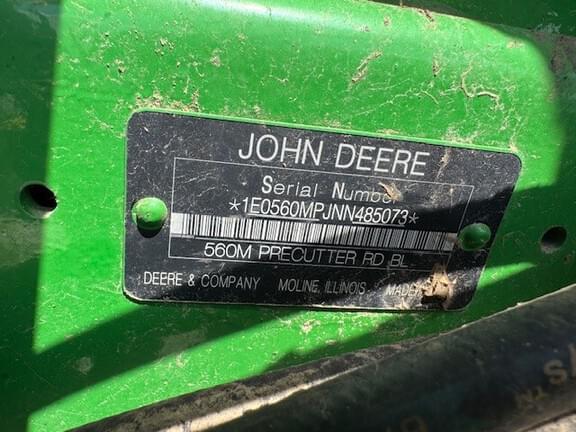 JOHN DEERE
Serial Number
*1E0560MPJNN485073*
560M PRECUTTER RD BL
DEERE & COMPANY MOLINE, ILLINOIS MADE